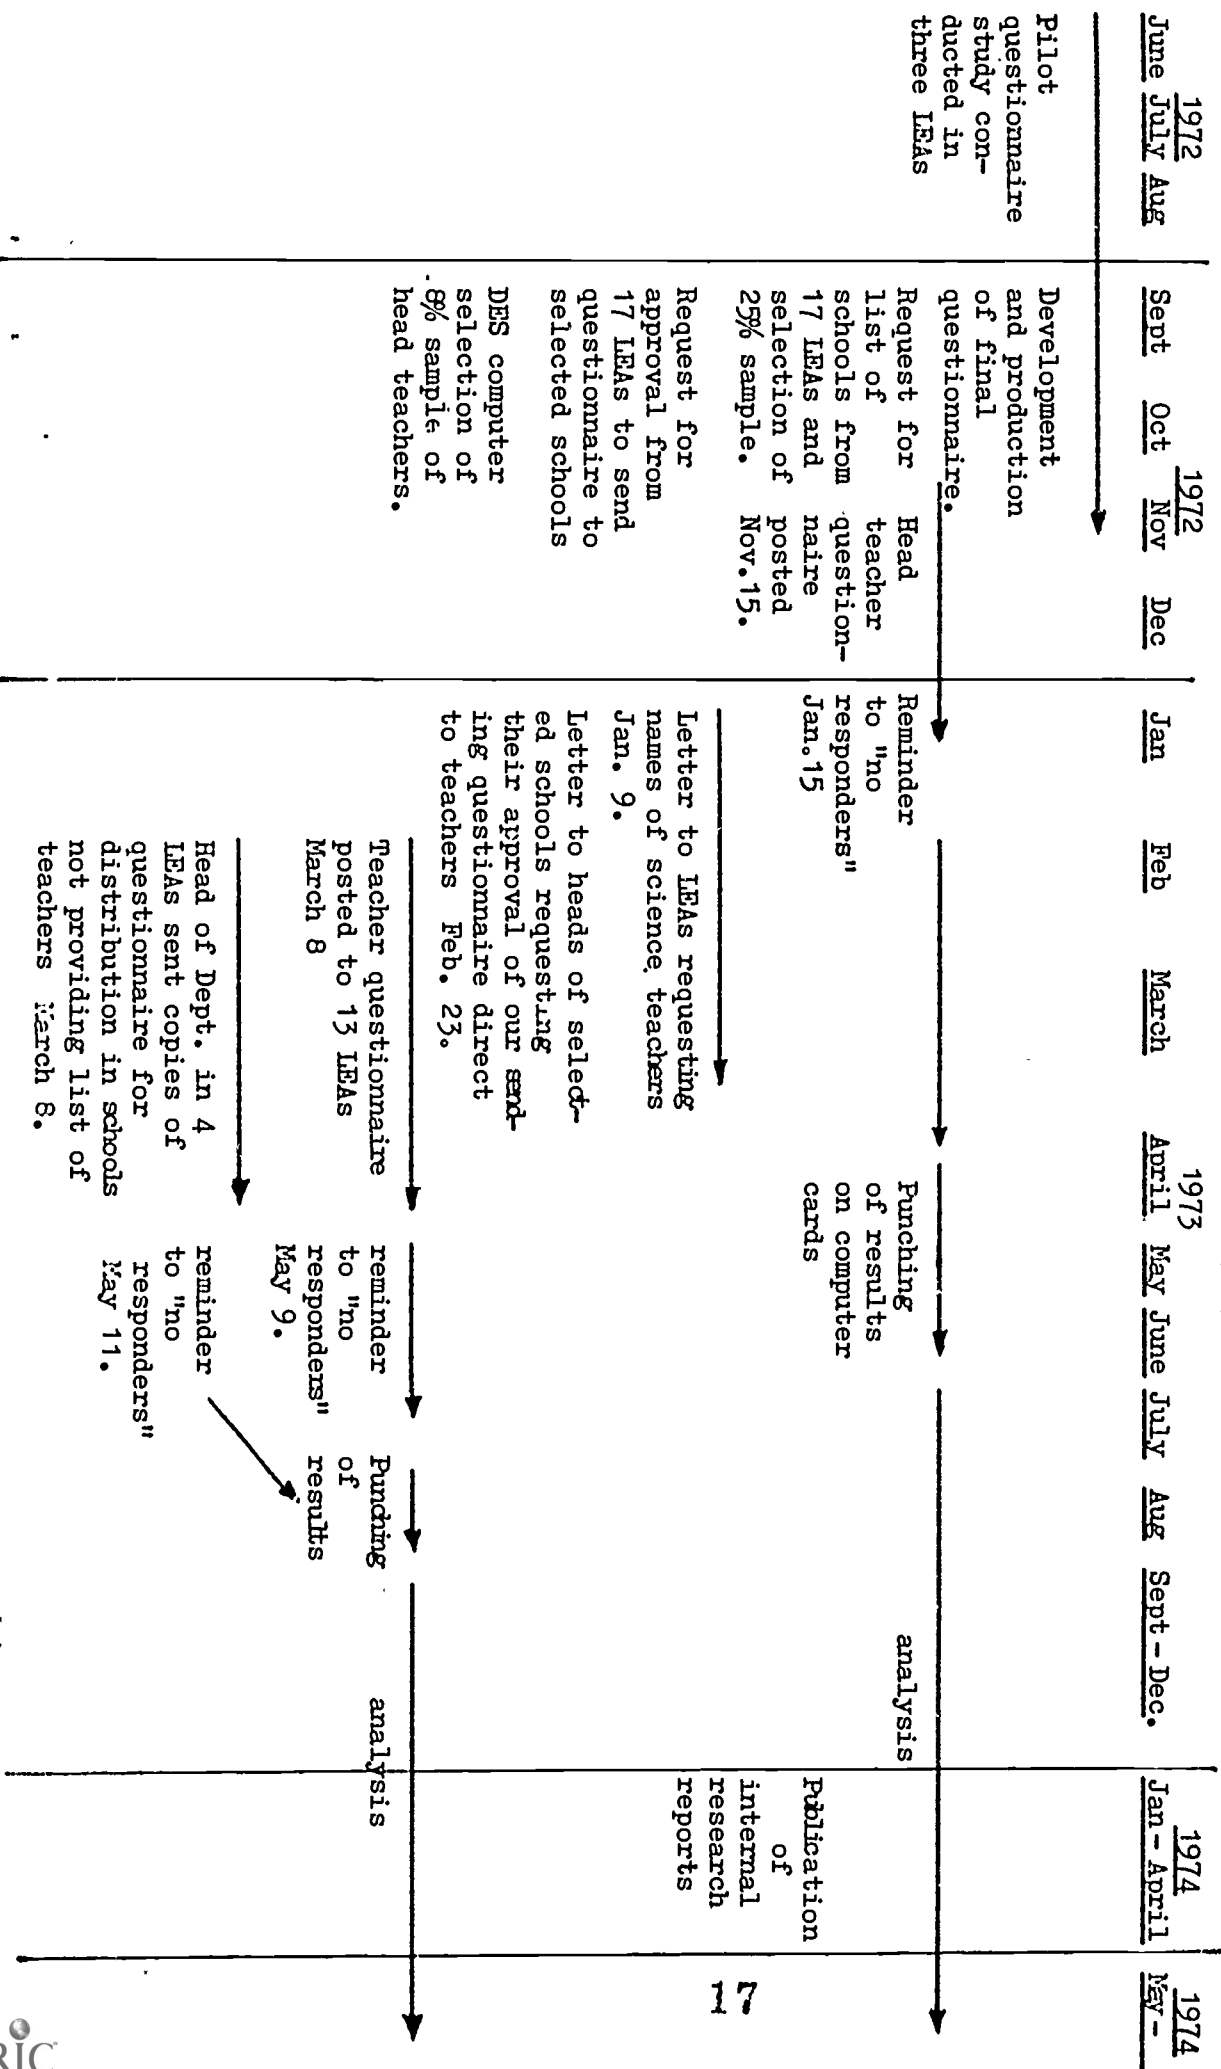 1972
June July Aug
Pilot
questionnaire
study con-
ducted in
three LEAs
1972
Sept Oct Nov Dec
Development
and production
of final
questionnaire.
Request for
list of
schools from
17 LEAs and
selection of
25% sample.
Head
teacher
question-
naire
posted
Nov.15.
Request for
approval from
17 LEAs to send
questionnaire to
selected schools
DES computer
selection of
8% sample of
head teachers.
1973
Jan Feb March April May June July Aug Sept - Dec.
Reminder
to "no
responders"
Jan.15
Punching
of results
on computer
cards
analysis
Letter to LEAs requesting
names of science teachers
Jan. 9.
Letter to heads of select-
ed schools requesting
their approval of our send-
ing questionnaire direct
to teachers Feb. 23.
Teacher questionnaire
posted to 13 LEAs
March 8
reminder
to "no
responders"
May 9.
Punching
of
results
analysis
Head of Dept. in 4
LEAs sent copies of
questionnaire for
distribution in schools
not providing list of
teachers March 8.
reminder
to "no
responders"
May 11.
1974
Jan - April
Publication
of
internal
research
reports
1974
May -
17